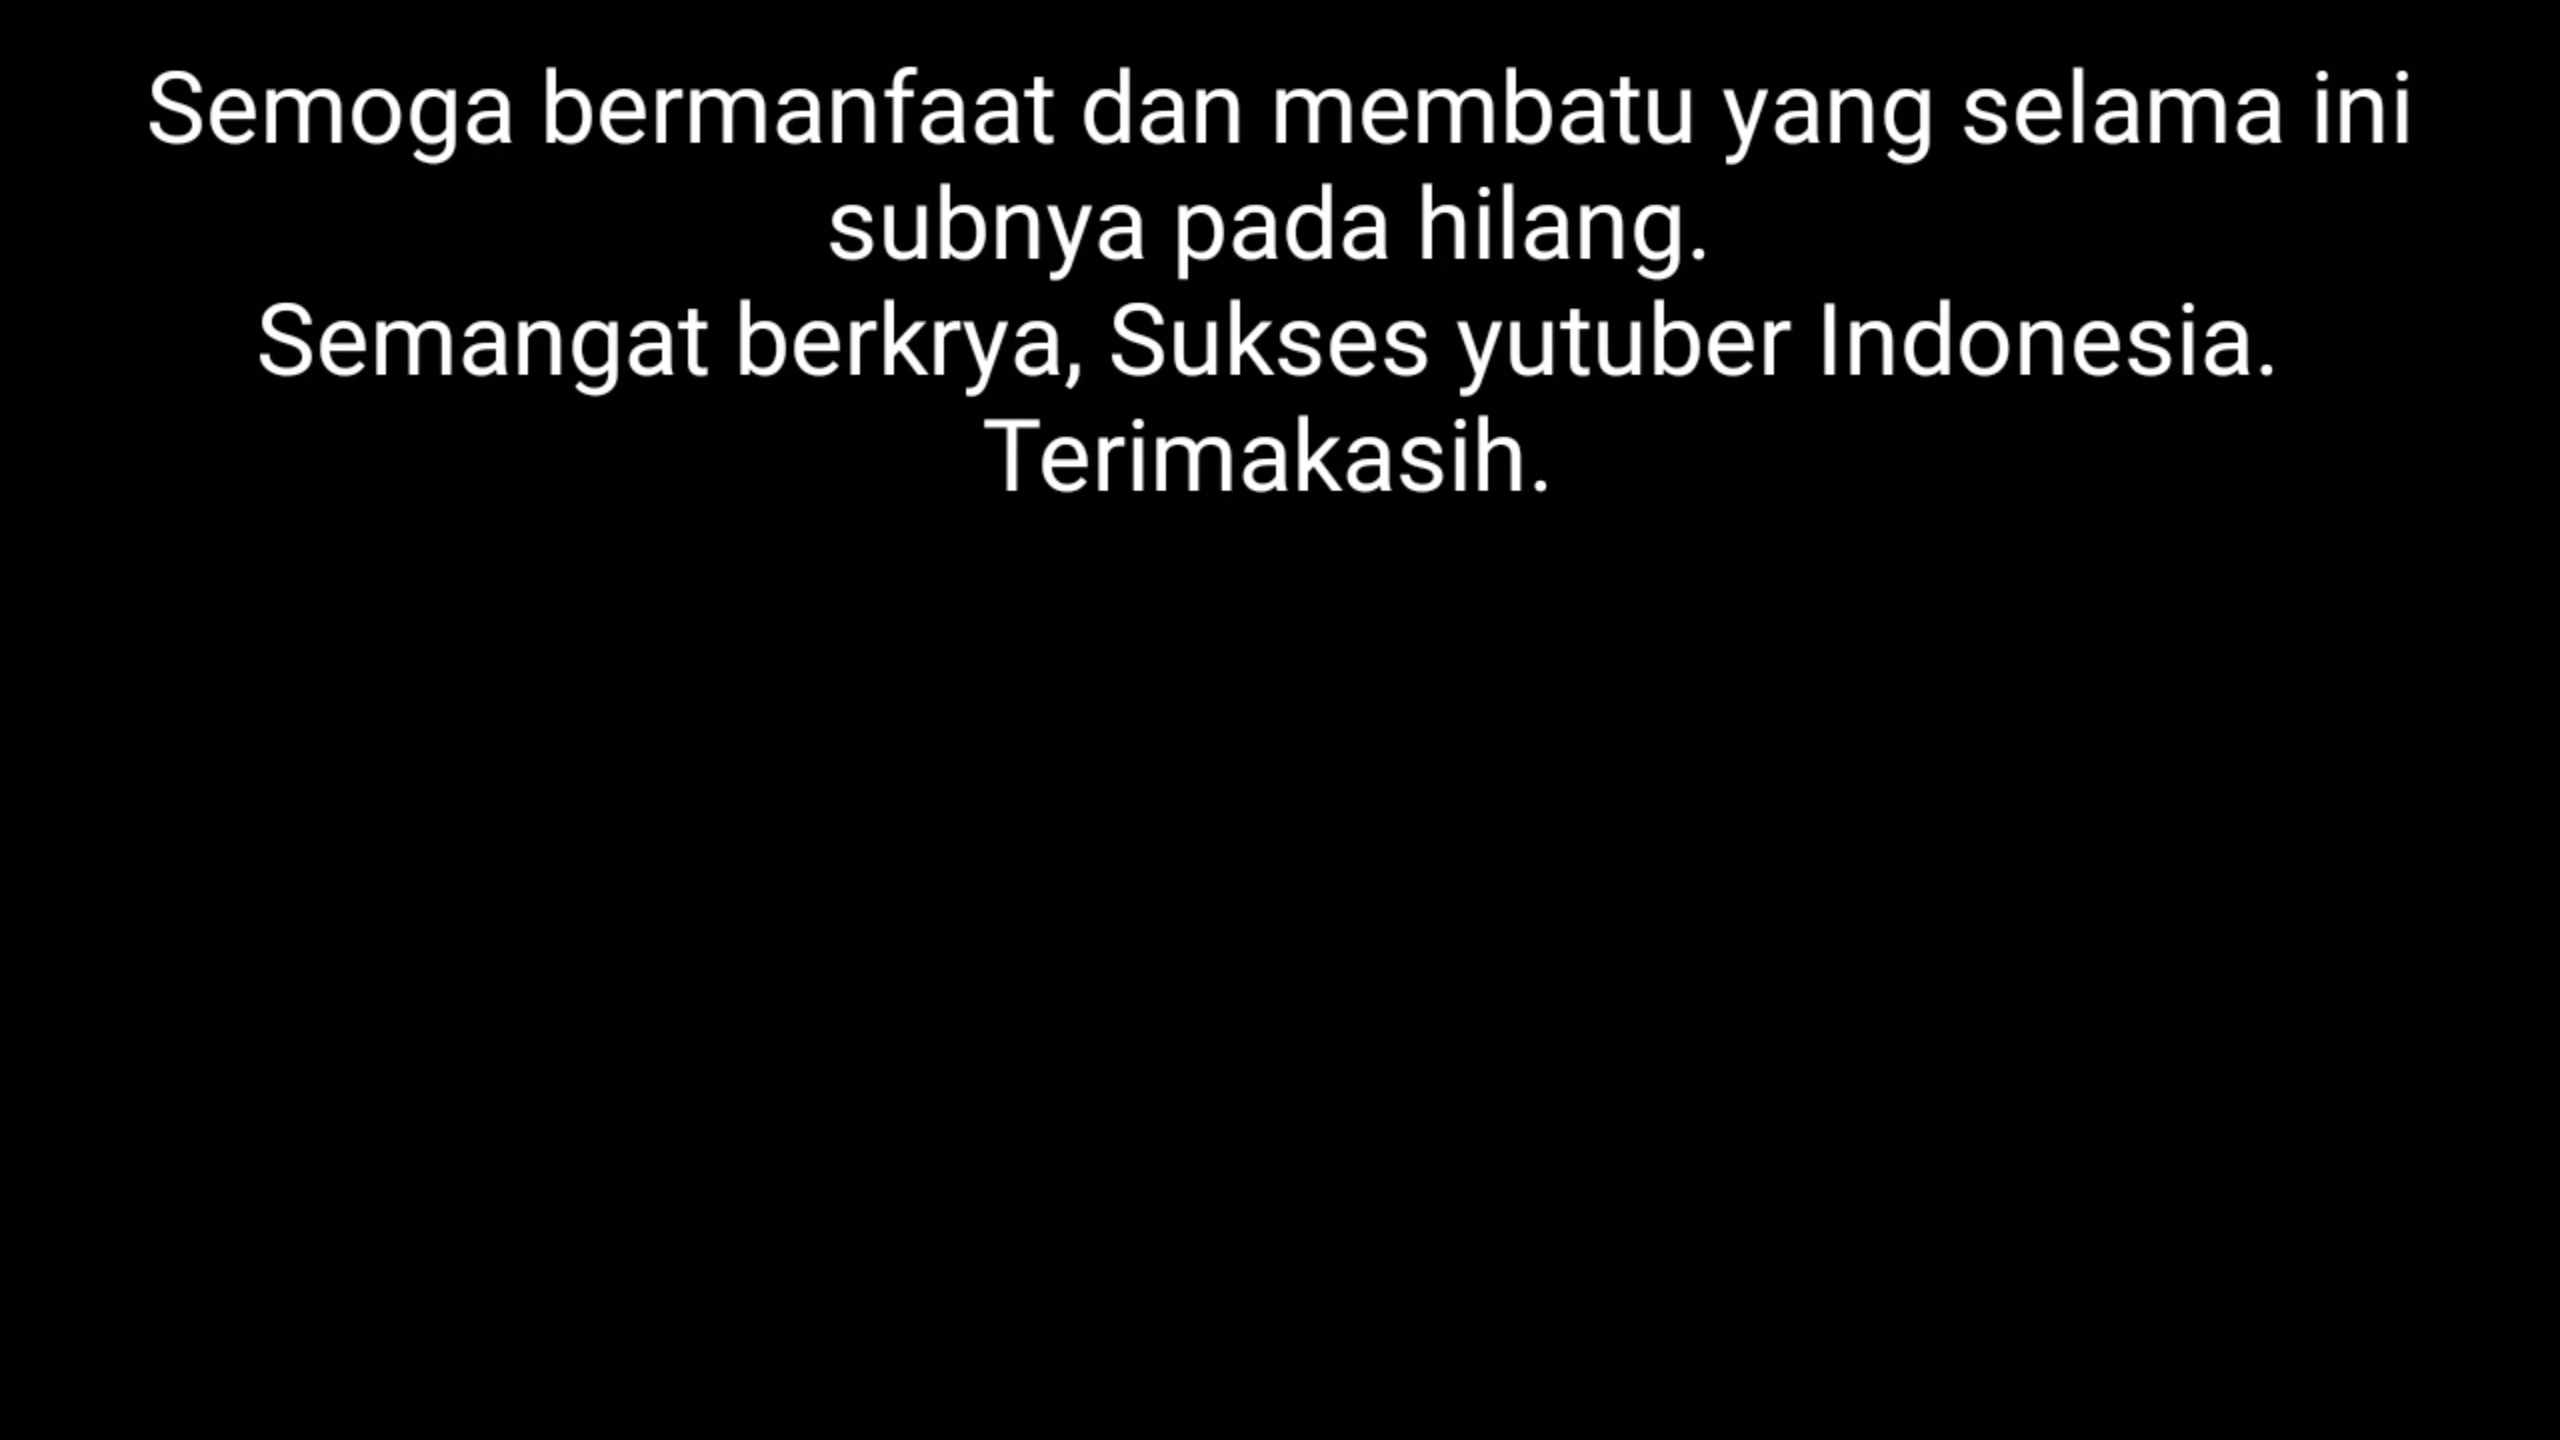 Semoga bermanfaat dan membatu yang selama ini
subnya pada hilang.
Semangat berkrya, Sukses yutuber Indonesia.
Terimakasih.